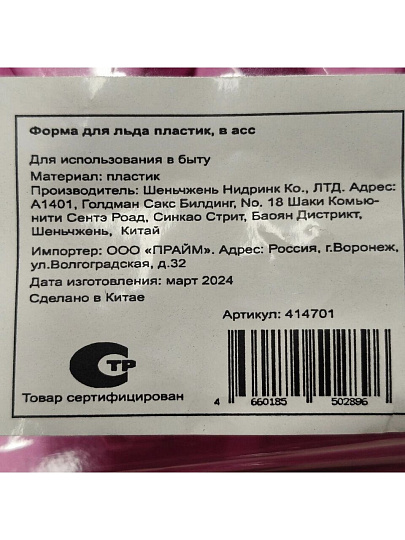 Форма для льда пластик, в асс
Для использования в быту
Материал: пластик
Производитель: Шеньчжень Нидринк Ко., ЛТД. Адрес:
А1401, Голдман Сакс Билдинг, No. 18 Шаки Комью-
нити Сентэ Роад, Синкао Стрит, Баоян Дистрикт,
Шеньчжень, Китай
Импортер: ООО «ПРАЙМ». Адрес: Россия, г.Воронеж,
ул.Волгоградская, д.32
Дата изготовления: март 2024
Сделано в Китае
Артикул: 414701
СТР
Товар сертифицирован
4 660185 502896